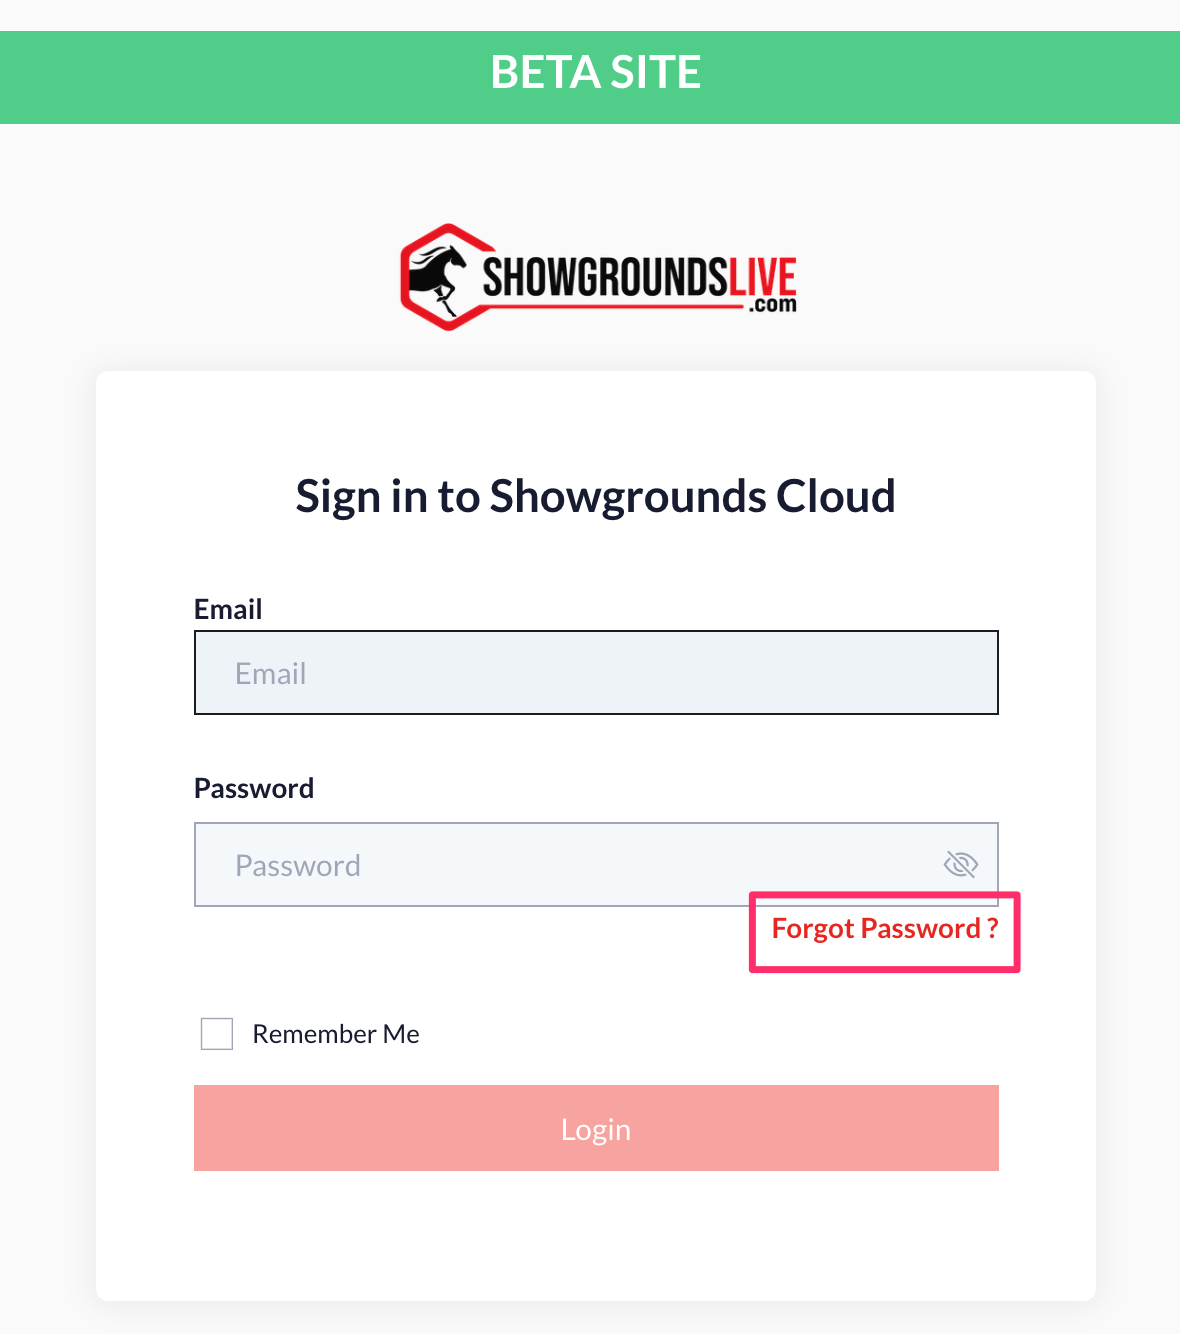 BETA SITE
SHOWGROUNDSLIVE
.com
Sign in to Showgrounds Cloud
Email
Email
Password
Password
Forgot Password ?
Remember Me
Login